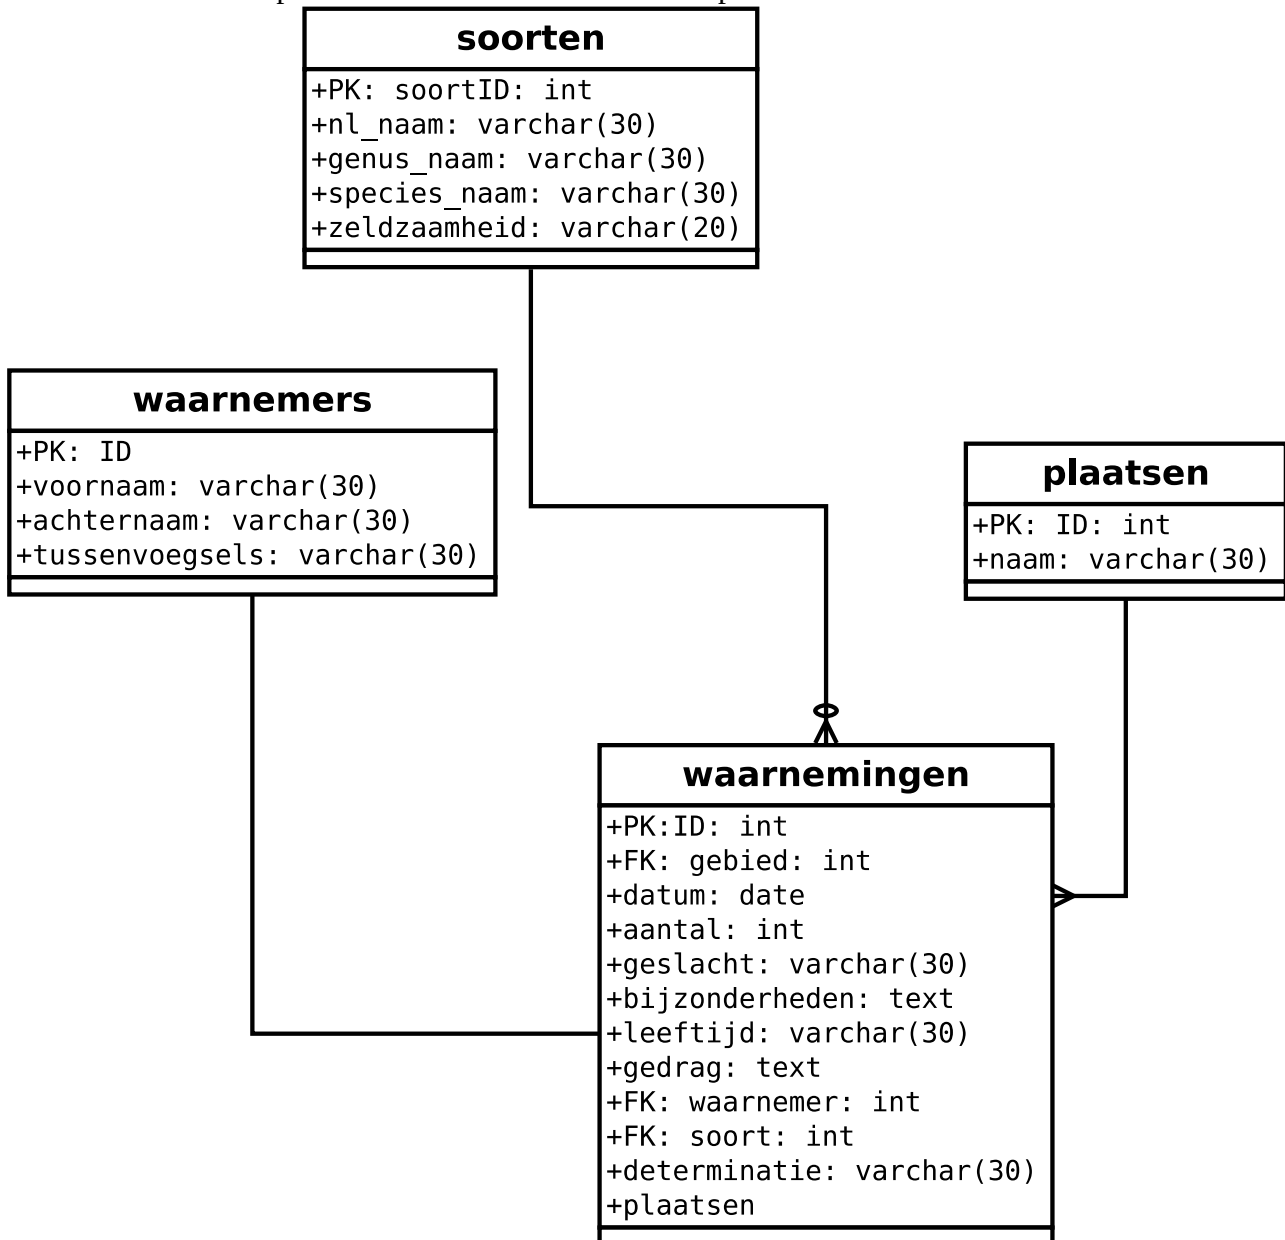 soorten
+PK: soortID: int
+nl_naam: varchar(30)
+genus_naam: varchar(30)
+species_naam: varchar(30)
+zeldzaamheid: varchar(20)
waarnemers
+PK: ID
+voornaam: varchar(30)
+achternaam: varchar(30)
+tussenvoegsels: varchar(30)
plaatsen
+PK: ID: int
+naam: varchar(30)
waarnemingen
+PK:ID: int
+FK: gebied: int
+datum: date
+aantal: int
+geslacht: varchar(30)
+bijzonderheden: text
+leeftijd: varchar(30)
+gedrag: text
+FK: waarnemer: int
+FK: soort: int
+determinatie: varchar(30)
+plaatsen